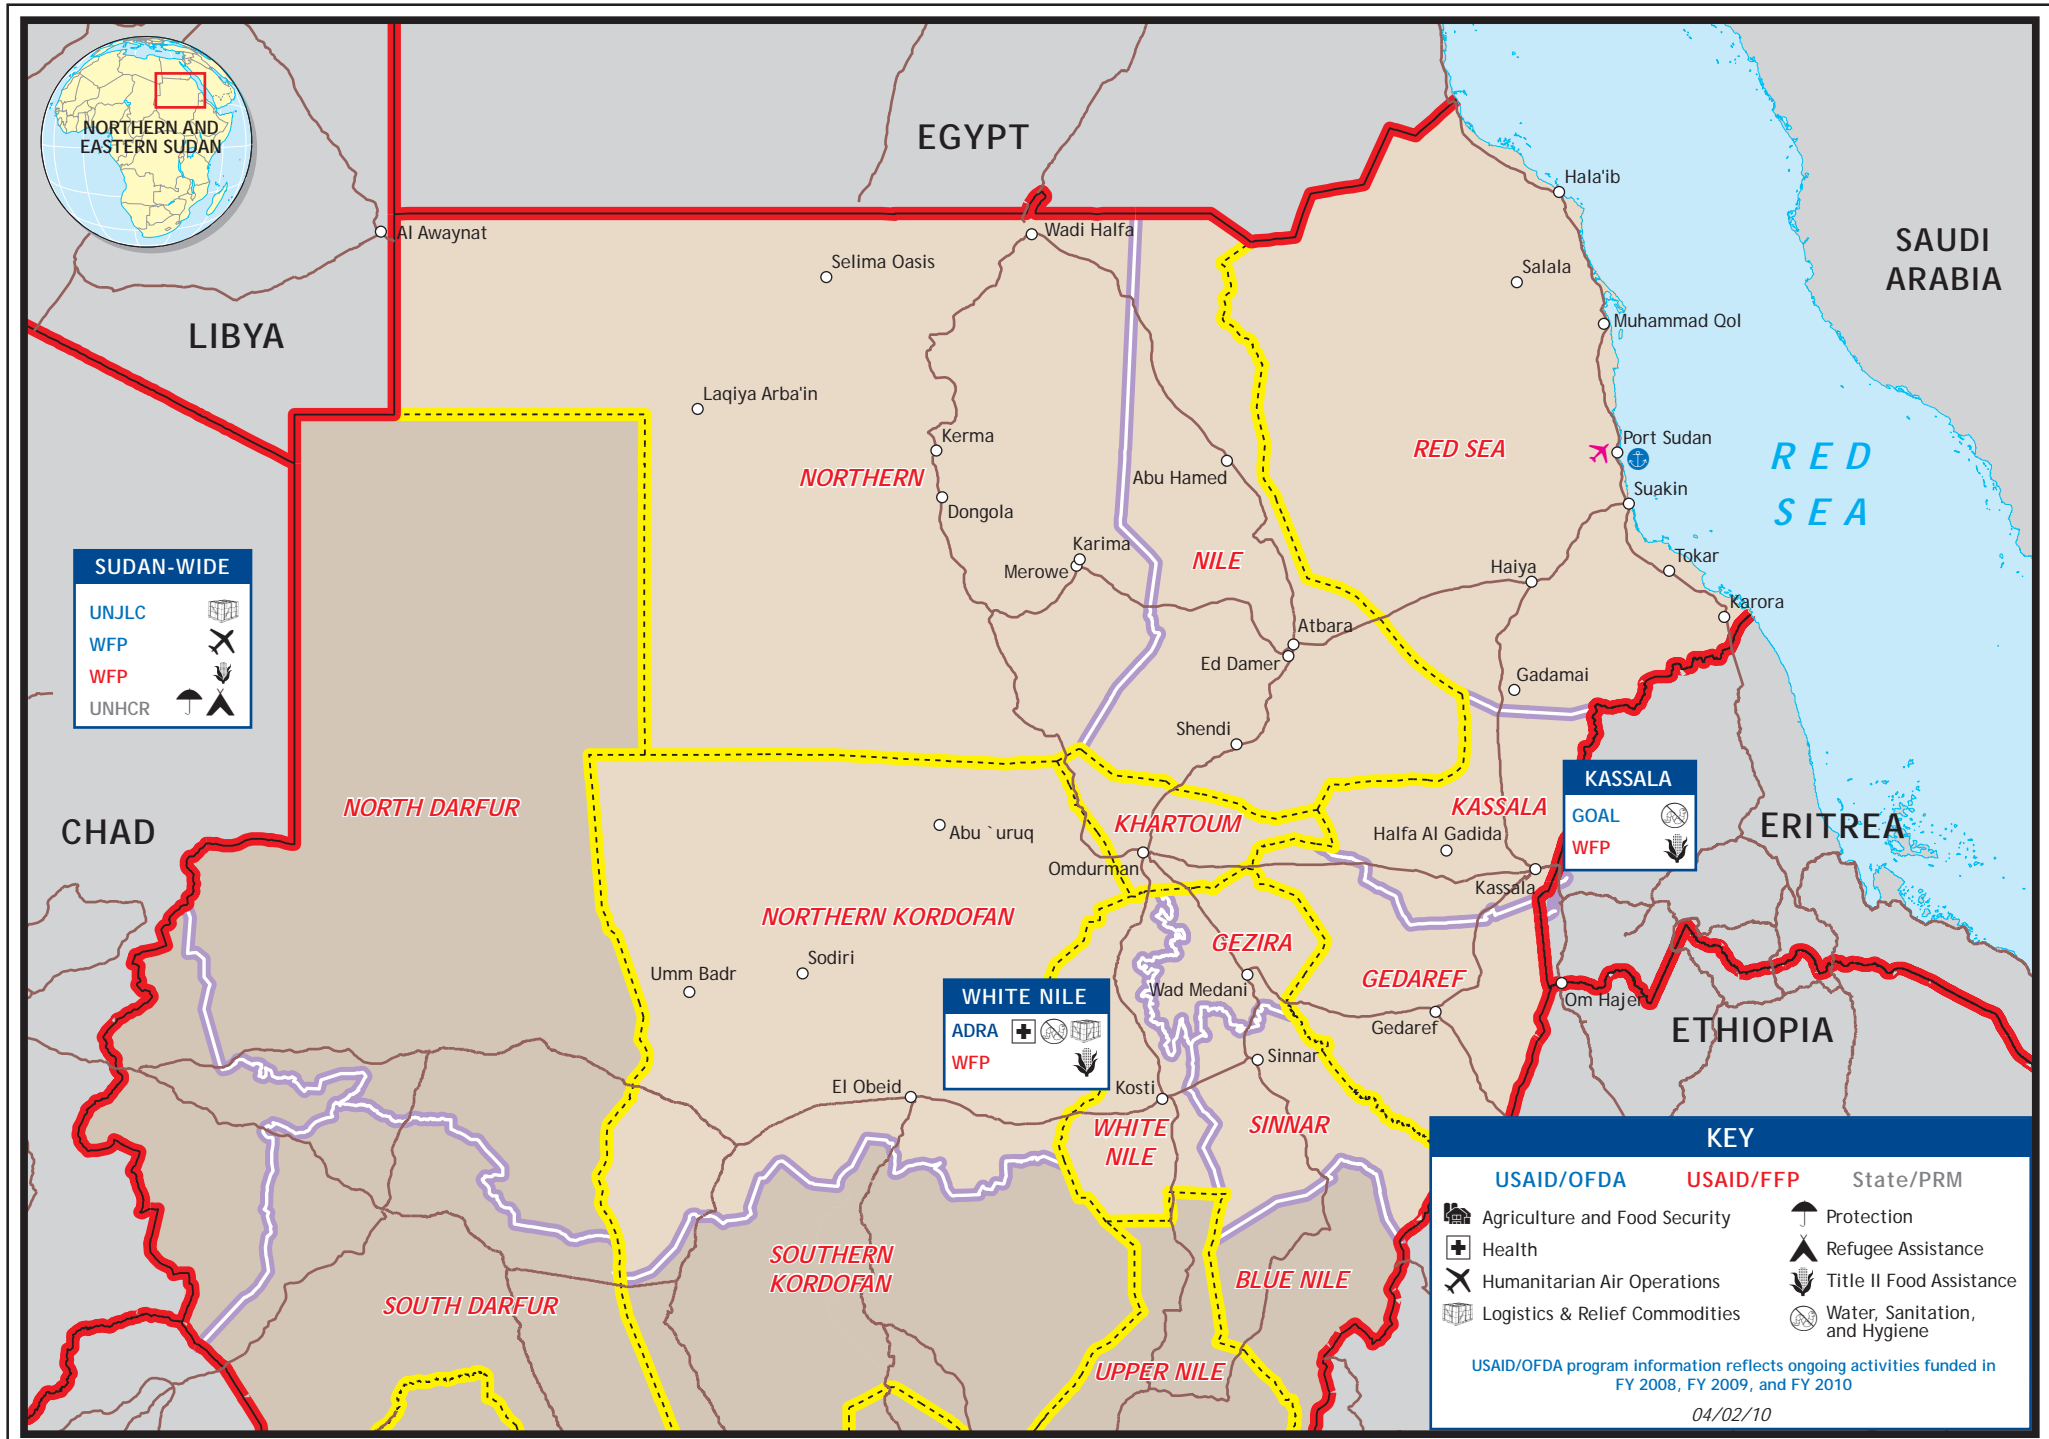 NORTHERN AND
EASTERN SUDAN
EGYPT
Hala'ib
SAUDI
ARABIA
Al Awaynat
Wadi Halfa
Selima Oasis
Salala
LIBYA
Muhammad Qol
Laqiya Arba'in
Kerma
Port Sudan
RED SEA
RED
SEA
NORTHERN
Abu Hamed
Suakin
Dongola
Karima
Merowe
NILE
Haiya
Tokar
SUDAN-WIDE
UNJLC
WFP
WFP
UNHCR
Karora
Atbara
Ed Damer
Gadamai
Shendi
KASSALA
GOAL
WFP
NORTH DARFUR
KASSALA
CHAD
Abu `uruq
KHARTOUM
Halfa Al Gadida
ERITREA
Omdurman
Kassala
NORTHERN KORDOFAN
GEZIRA
Sodiri
Umm Badr
GEDAREF
Wad Medani
WHITE NILE
ADRA
WFP
Om Hajer
Gedaref
ETHIOPIA
Sinnar
El Obeid
Kosti
WHITE
NILE
SINNAR
SOUTHERN
KORDOFAN
BLUE NILE
SOUTH DARFUR
UPPER NILE
KEY
USAID/OFDA
USAID/FFP
State/PRM
Agriculture and Food Security
Protection
Health
Refugee Assistance
Humanitarian Air Operations
Title II Food Assistance
Logistics & Relief Commodities
Water, Sanitation,
and Hygiene
USAID/OFDA program information reflects ongoing activities funded in
FY 2008, FY 2009, and FY 2010
04/02/10